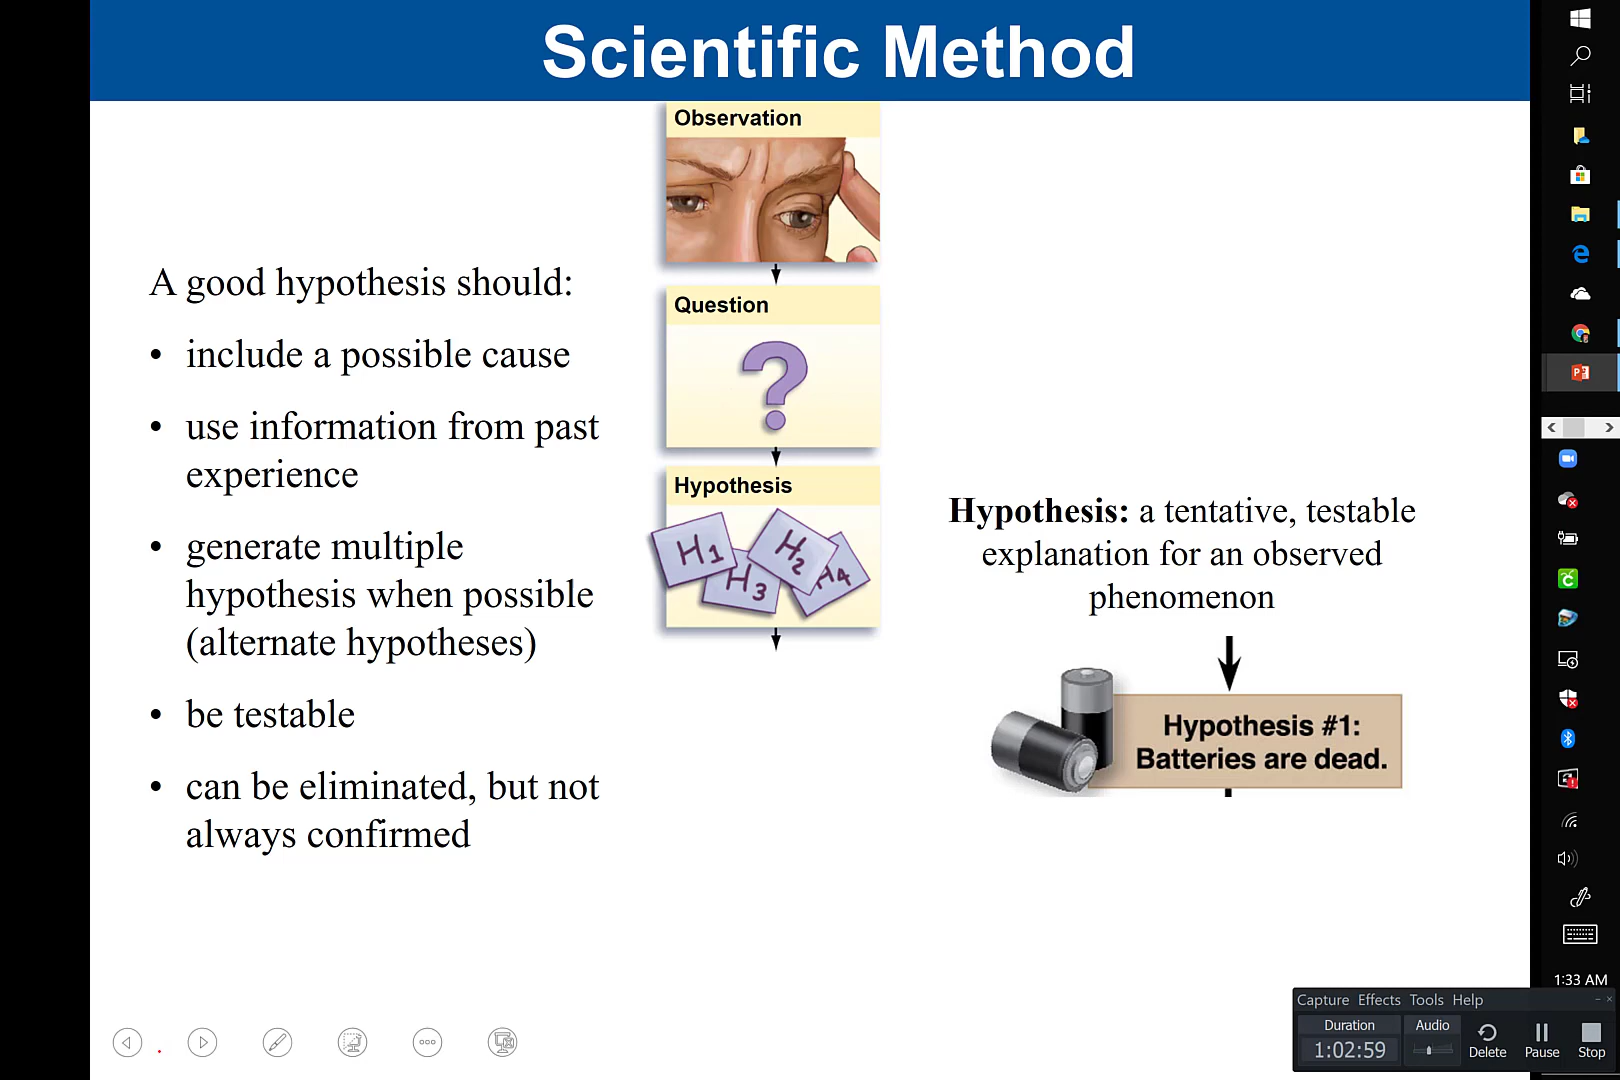 Scientific Method
Observation
Question
?
Hypothesis
H1
H2
H3
H4
A good hypothesis should:
• include a possible cause
• use information from past
experience
• generate multiple
hypothesis when possible
(alternate hypotheses)
• be testable
• can be eliminated, but not
always confirmed
Hypothesis: a tentative, testable
explanation for an observed
phenomenon
Hypothesis #1:
Batteries are dead.
1:33 AM
Capture Effects Tools Help
Duration
1:02:59
Audio
Delete
Pause
Stop